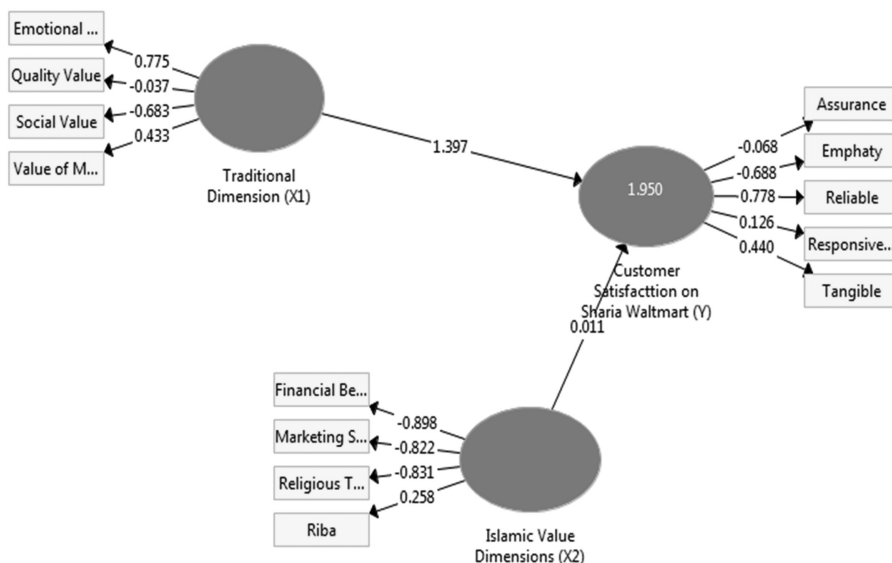 Emotional ...
Quality Value
Social Value
Value of M...
0.775
-0.037
-0.683
0.433
Traditional
Dimension (X1)
1.397
1.950
Customer
Satisfacttion on
Sharia Waltmart (Y)
-0.068
-0.688
0.778
0.126
0.440
Assurance
Emphaty
Reliable
Responsive...
Tangible
0.011
Financial Be...
Marketing S...
Religious T...
Riba
-0.898
-0.822
-0.831
0.258
Islamic Value
Dimensions (X2)